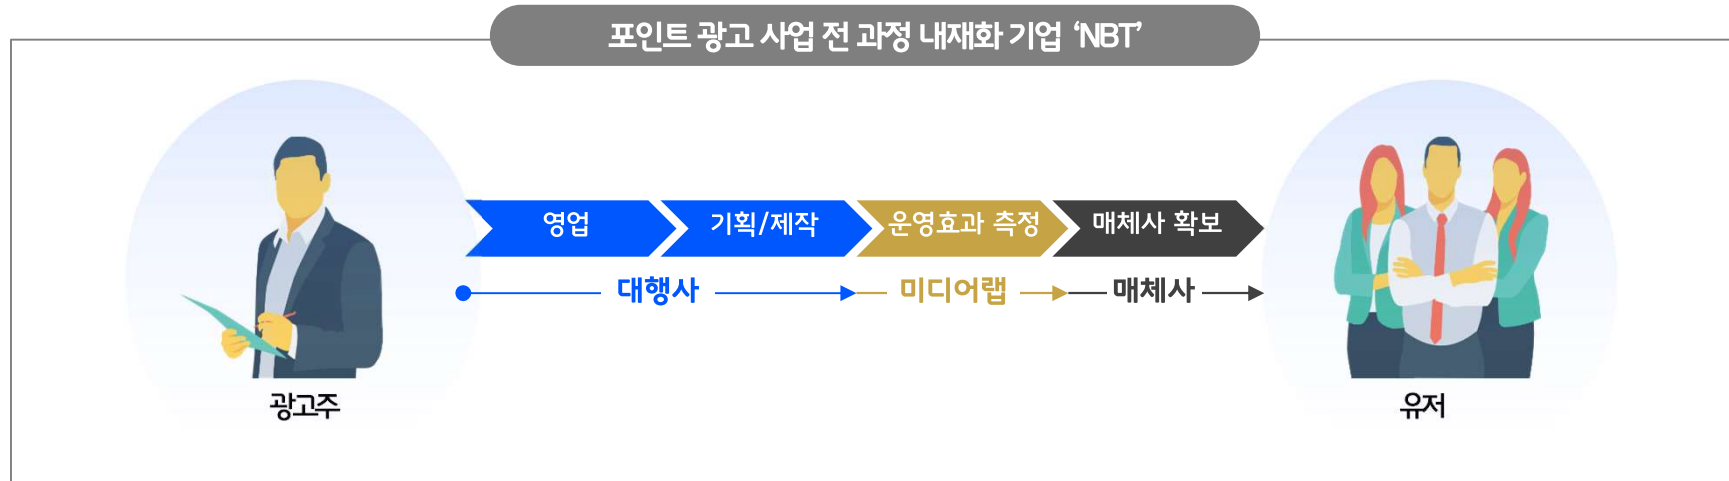 포인트 광고 사업 전 과정 내재화 기업 ‘NBT’
영업
기획/제작
운영효과 측정
매체사 확보
대행사
미디어랩
매체사
광고주
유저